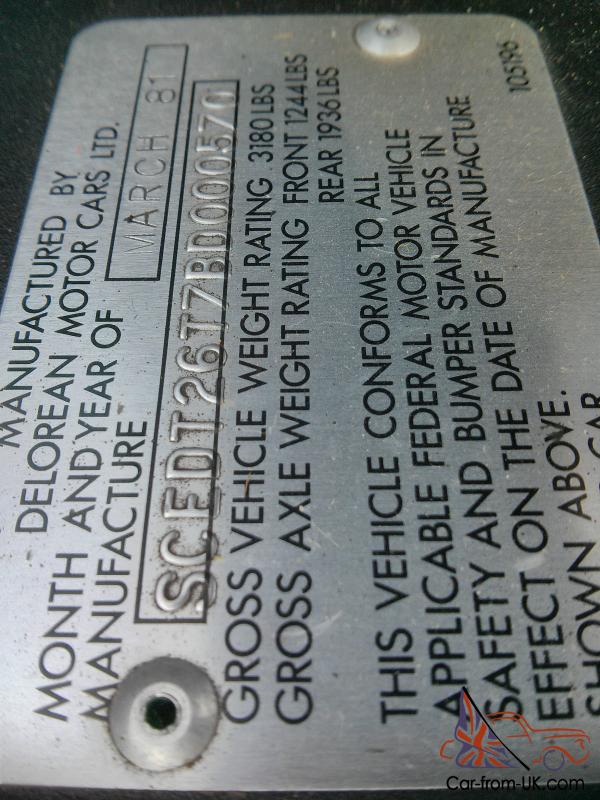 MANUFACTURED BY
DELOREAN MOTOR CARS LTD.
MONTH AND YEAR OF
MANUFACTURE
MARCH 81
SCEDT26T7BD000570
GROSS VEHICLE WEIGHT RATING 3180 LBS
GROSS AXLE WEIGHT RATING FRONT 1244 LBS
REAR 1936 LBS
THIS VEHICLE CONFORMS TO ALL
APPLICABLE FEDERAL MOTOR VEHICLE
SAFETY AND BUMPER STANDARDS IN
EFFECT ON THE DATE OF MANUFACTURE
SHOWN ABOVE.
105196
Car-from-UK.com